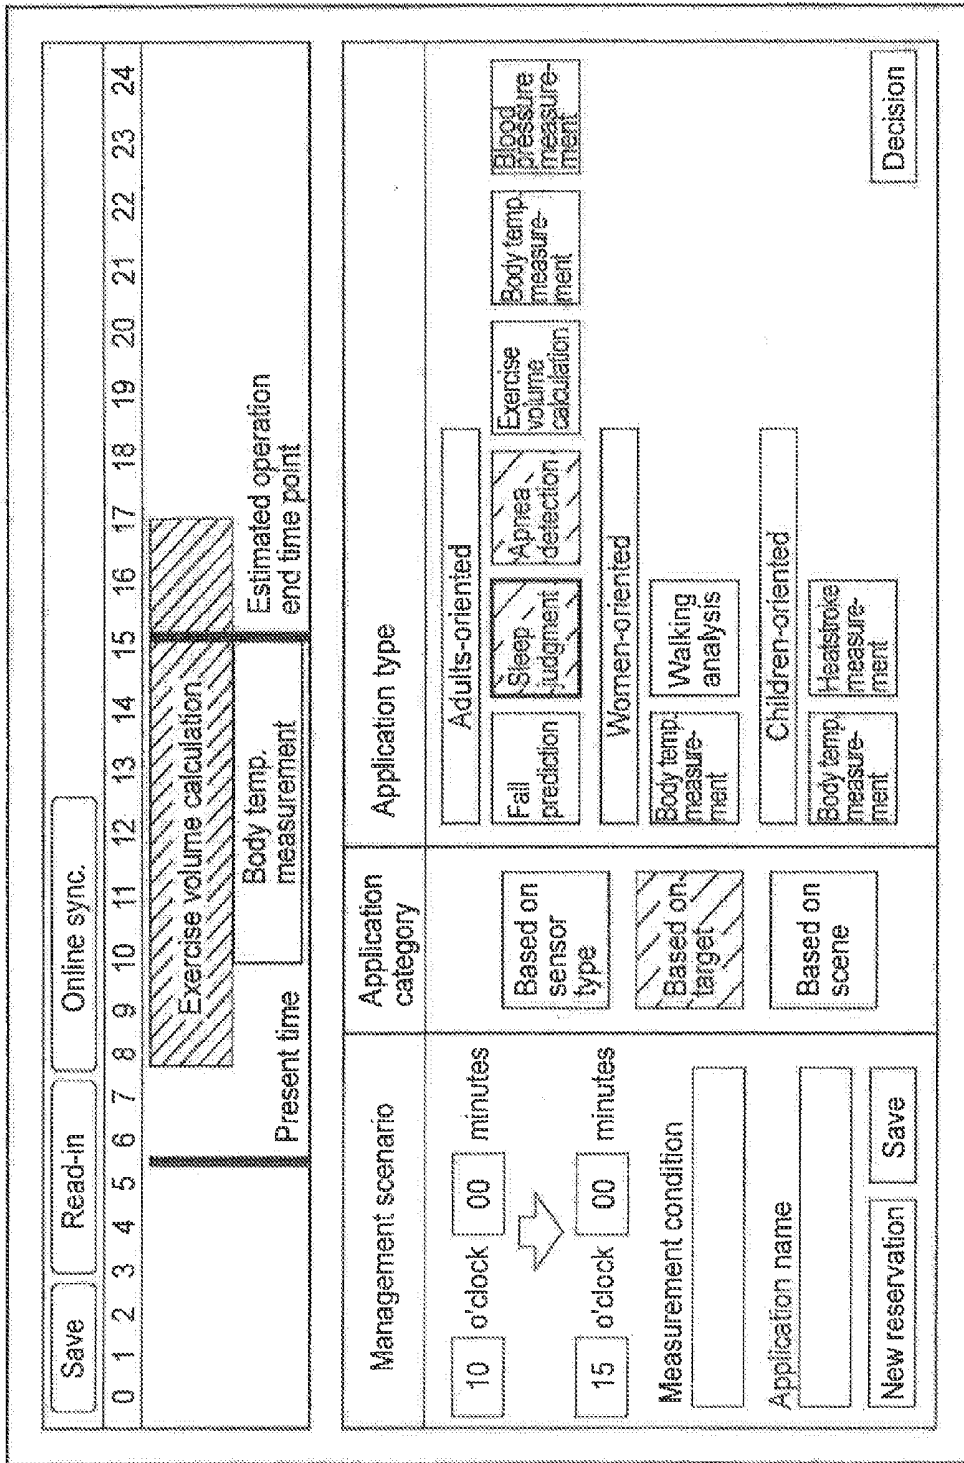 Save
Read-in
Online sync.
0 1 2 3 4 5 6 7 8 9 10 11 12 13 14 15 16 17 18 19 20 21 22 23 24
Exercise volume calculation
Body temp.
measurement
Present time
Estimated operation
end time point
Management scenario
10 o'clock 00 minutes
15 o'clock 00 minutes
Measurement condition
Application name
New reservation
Save
Application
category
Based on
sensor
type
Based on
target
Based on
scene
Application type
Adults-oriented
Fall
prediction
Sleep
judgment
Apnea
detection
Exercise
volume
calculation
Body temp.
measure-
ment
Blood
pressure
measure-
ment
Women-oriented
Body temp.
measure-
ment
Walking
analysis
Children-oriented
Body temp.
measure-
ment
Heatstroke
measure-
ment
Decision